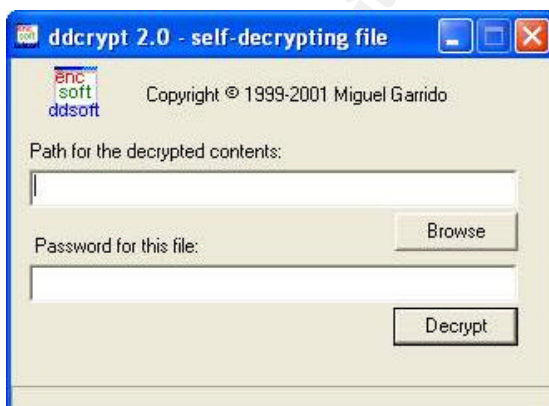 ddcrypt 2.0 - self-decrypting file
enc
soft
ddsoft
Copyright © 1999-2001 Miguel Garrido
Path for the decrypted contents:
Browse
Password for this file:
Decrypt